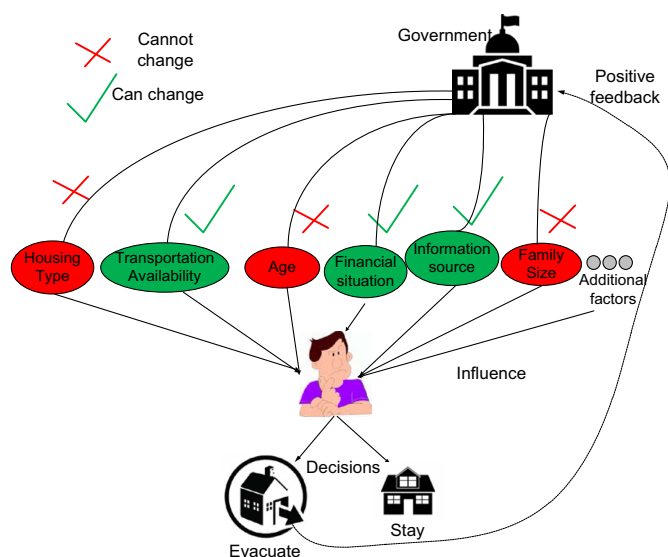 Cannot
change
Can change
Government
Positive
feedback
Housing
Type
Transportation
Availability
Age
Financial
situation
Information
source
Family
Size
Additional
factors
Influence
Decisions
Evacuate
Stay